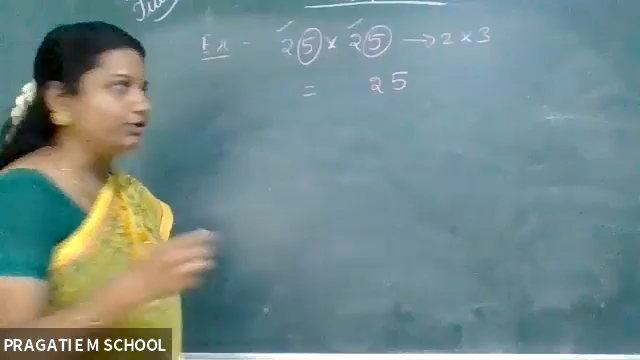 Ex - 25 × 25 → 2 × 3
= 25
PRAGATI E M SCHOOL